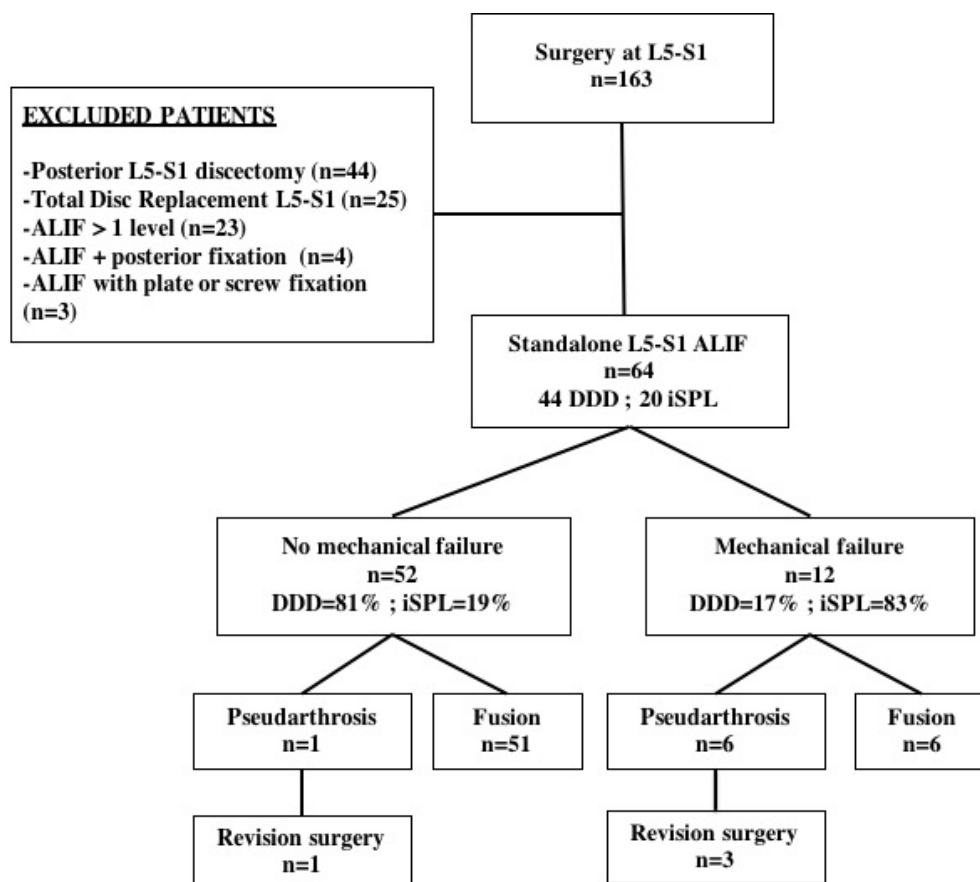 Surgery at L5-S1
n=163
EXCLUDED PATIENTS
-Posterior L5-S1 discectomy (n=44)
-Total Disc Replacement L5-S1 (n=25)
-ALIF > 1 level (n=23)
-ALIF + posterior fixation (n=4)
-ALIF with plate or screw fixation
(n=3)
Standalone L5-S1 ALIF
n=64
44 DDD ; 20 iSPL
No mechanical failure
n=52
DDD=81% ; iSPL=19%
Mechanical failure
n=12
DDD=17% ; iSPL=83%
Pseudarthrosis
n=1
Fusion
n=51
Pseudarthrosis
n=6
Fusion
n=6
Revision surgery
n=1
Revision surgery
n=3